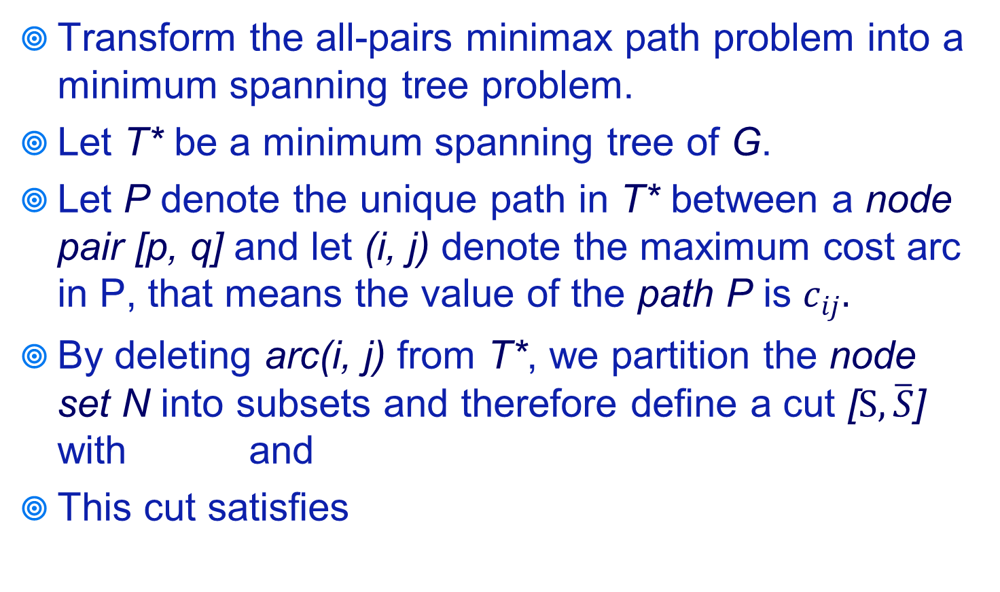 Transform the all-pairs minimax path problem into a
minimum spanning tree problem.
Let T* be a minimum spanning tree of G.
Let P denote the unique path in T* between a node
pair [p, q] and let (i, j) denote the maximum cost arc
in P, that means the value of the path P is c_{ij}.
By deleting arc(i, j) from T*, we partition the node
set N into subsets and therefore define a cut [S, S̅]
with and
This cut satisfies